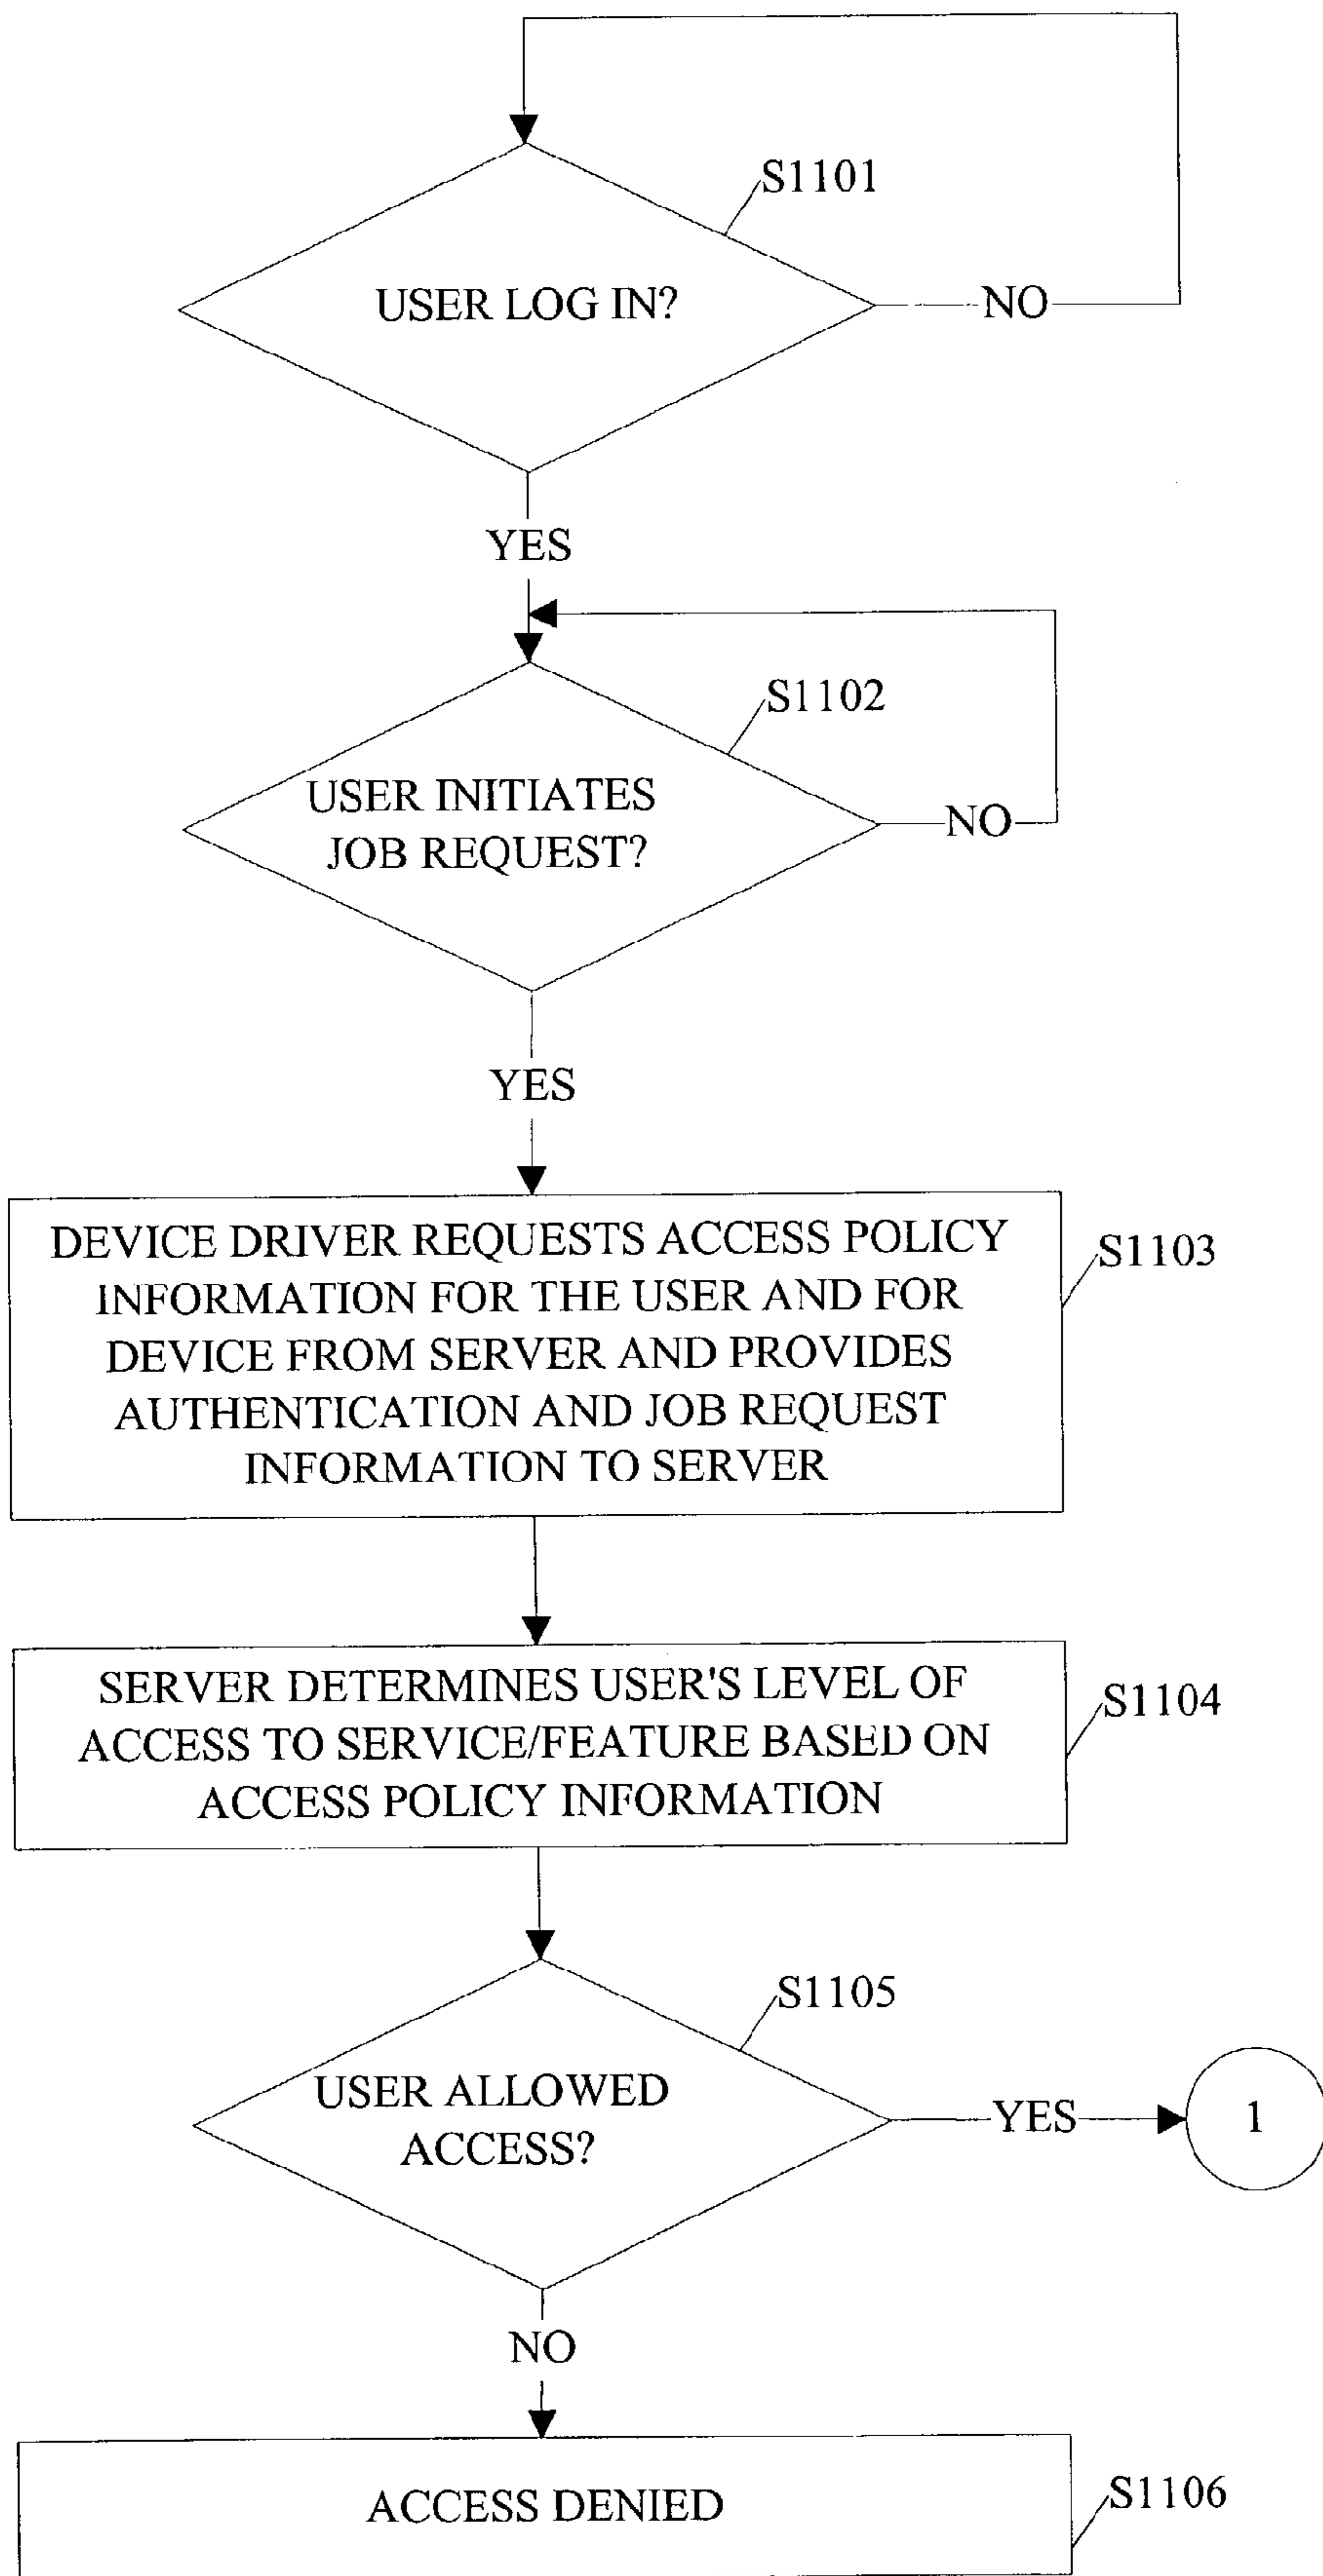 S1101
USER LOG IN?
NO
YES
S1102
USER INITIATES
JOB REQUEST?
NO
YES
DEVICE DRIVER REQUESTS ACCESS POLICY
INFORMATION FOR THE USER AND FOR
DEVICE FROM SERVER AND PROVIDES
AUTHENTICATION AND JOB REQUEST
INFORMATION TO SERVER
S1103
SERVER DETERMINES USER'S LEVEL OF
ACCESS TO SERVICE/FEATURE BASED ON
ACCESS POLICY INFORMATION
S1104
S1105
USER ALLOWED
ACCESS?
YES
1
NO
ACCESS DENIED
S1106